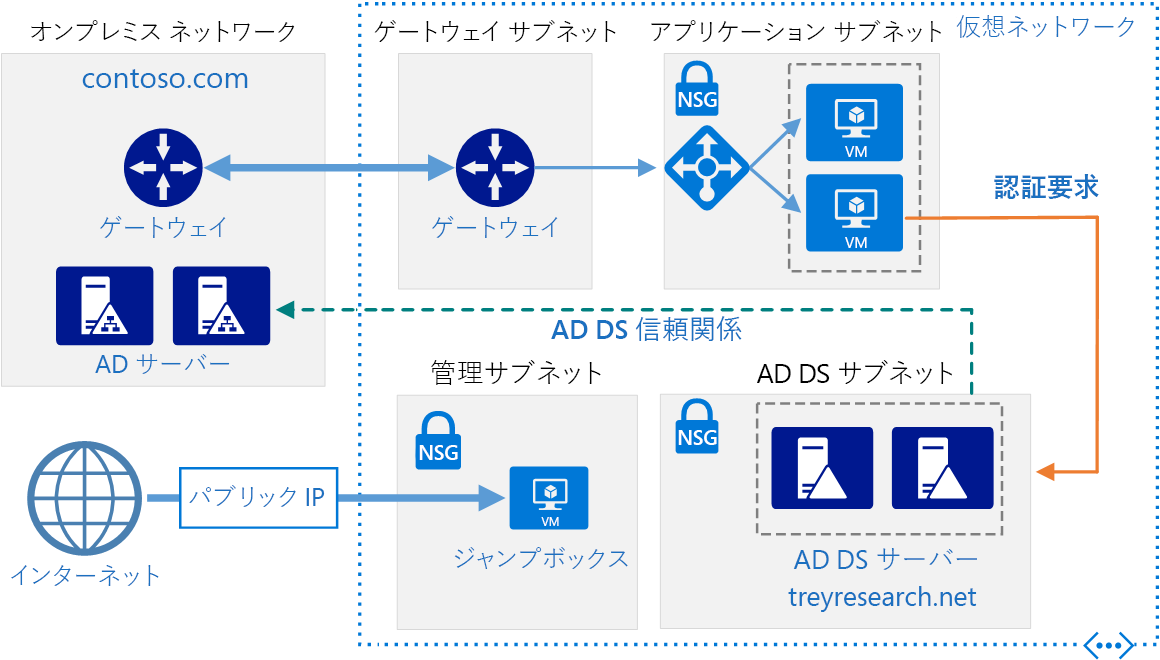 オンプレミス ネットワーク
ゲートウェイ サブネット
アプリケーション サブネット
仮想ネットワーク
contoso.com
NSG
VM
VM
認証要求
ゲートウェイ
ゲートウェイ
AD サーバー
AD DS 信頼関係
管理サブネット
AD DS サブネット
NSG
NSG
パブリック IP
VM
インターネット
ジャンプボックス
AD DS サーバー
treyresearch.net